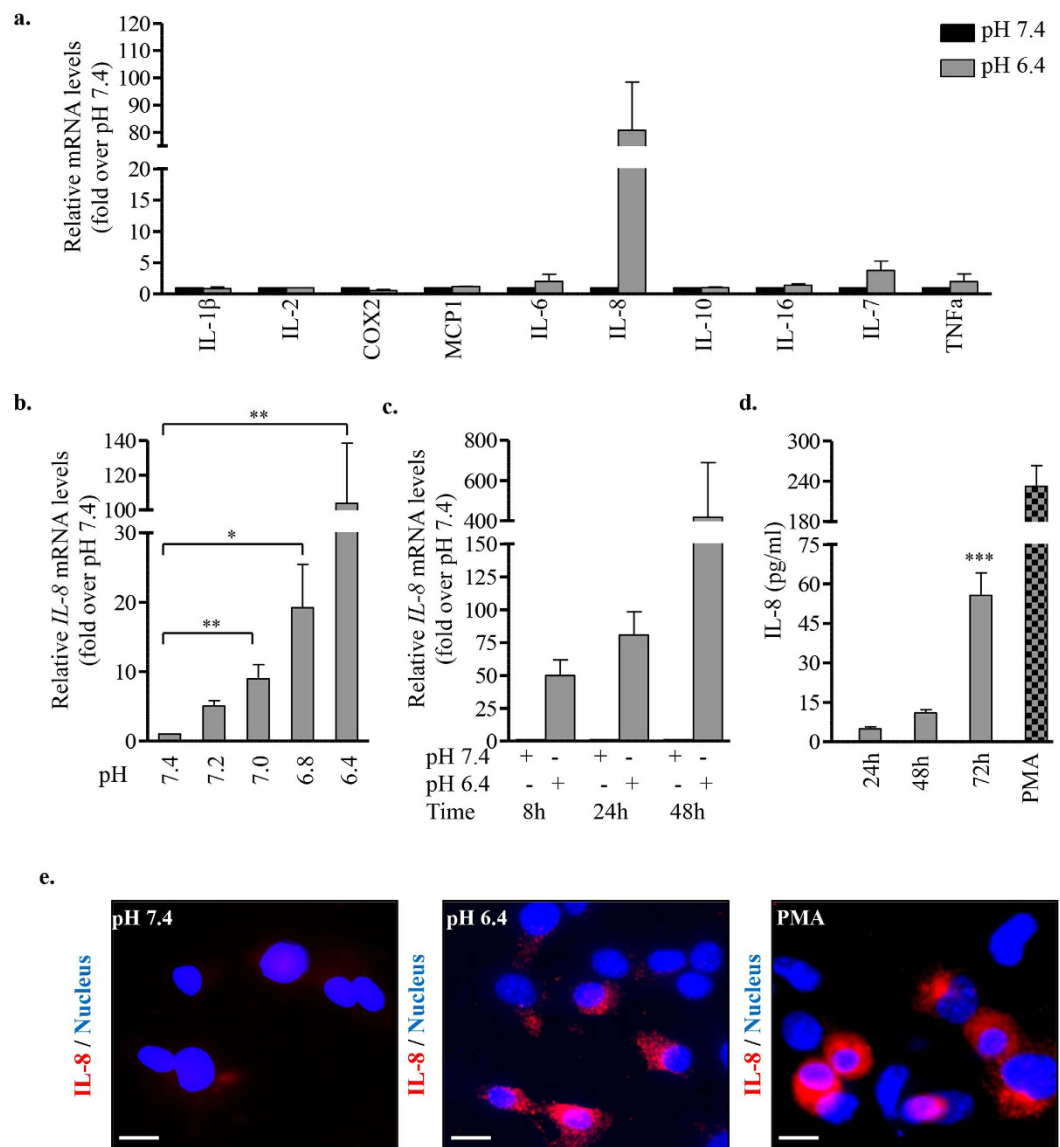 a.
pH 7.4
pH 6.4
Relative mRNA levels
(fold over pH 7.4)
120
110
100
90
80
20
15
10
5
0
IL-1β
IL-2
COX2
MCP1
IL-6
IL-8
IL-10
IL-16
IL-7
TNFa
b.
Relative IL-8 mRNA levels
(fold over pH 7.4)
140
120
100
30
20
10
0
**
*
**
pH 7.4 7.2 7.0 6.8 6.4
c.
Relative IL-8 mRNA levels
(fold over pH 7.4)
800
600
400
150
125
100
75
50
25
0
pH 7.4 + - + - + -
pH 6.4 - + - + - +
Time 8h 24h 48h
d.
IL-8 (pg/ml)
300
260
220
180
75
60
45
30
15
0
***
24h
48h
72h
PMA
e.
IL-8 / Nucleus
pH 7.4
IL-8 / Nucleus
pH 6.4
IL-8 / Nucleus
PMA